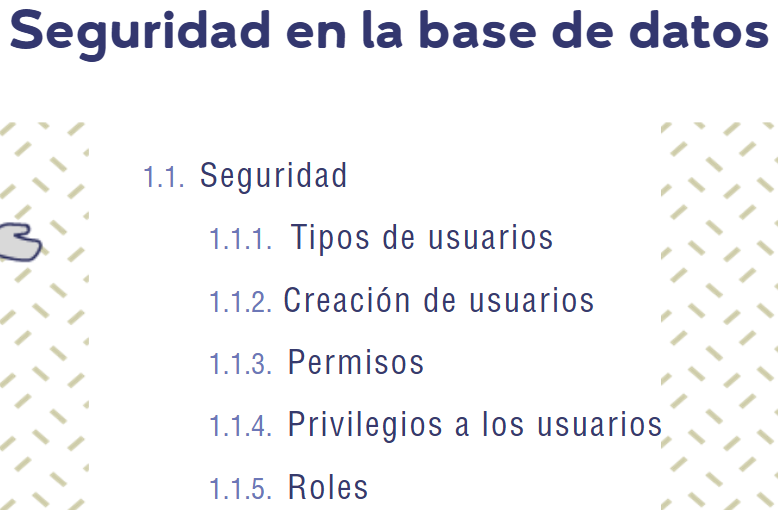 Seguridad en la base de datos
1.1. Seguridad
1.1.1. Tipos de usuarios
1.1.2. Creación de usuarios
1.1.3. Permisos
1.1.4. Privilegios a los usuarios
1.1.5. Roles